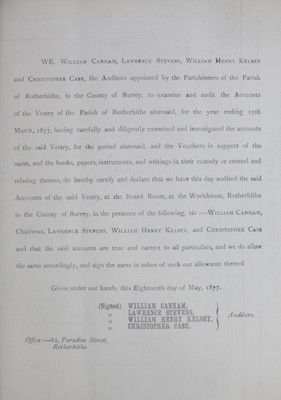 WE, WILLIAM CANHAM, LAWRENCE STEVENS, WILLIAM HENRY KELSEY
and CHRISTOPHER CASE, the Auditors appointed by the Parishioners of the Parish
of Rotherhithe, in the County of Surrey, to examine and audit the Accounts
of the Vestry of the Parish of Rotherhithe aforesaid, for the year ending 25th
March, 1877, having carefully and diligently examined and investigated the accounts
of the said Vestry, for the period aforesaid, and the Vouchers in support of the
same, and the books, papers, instruments, and writings in their custody or control and
relating thereto, do hereby certify and declare that we have this day audited the said
Accounts of the said Vestry, at the Board Room, at the Workhouse, Rotherhithe
in the County of Surrey, in the presence of the following, viz :—WILLIAM CANHAM,
Chairman, LAWRENCE STEVENS, WILLIAM HENRY KELSEY, and CHRISTOPHER CASE
and that the said accounts are true and correct in all particulars, and we do allow
the same accordingly, and sign the same in token of such our allowance thereof.
Given under our hands, this Eighteenth day of May, 1877.
(Signed) WILLIAM CANHAM,
„ LAWRENCE STEVENS,
„ WILLIAM HENRY KELSEY,
„ CHRISTOPHER CASE,
Auditors.
Office:—82, Paradise Street,
Rotherhithe.